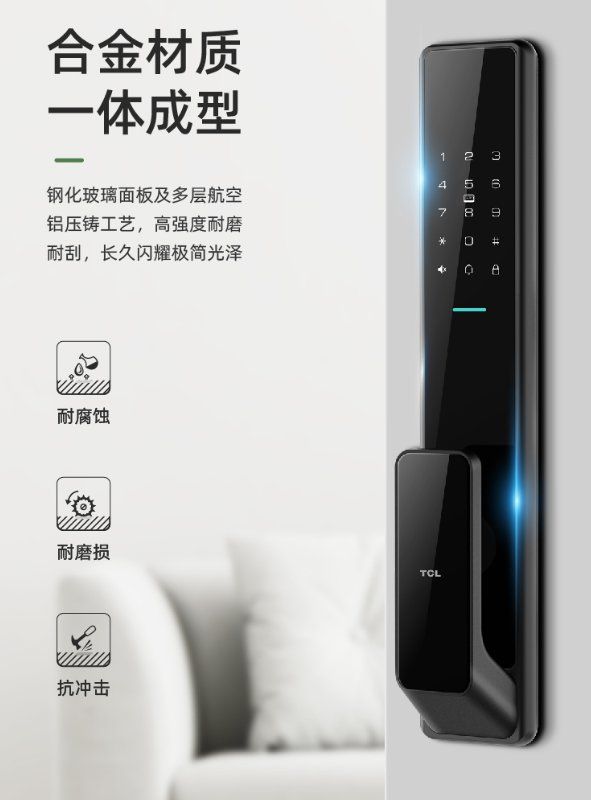 合金材质
一体成型
钢化玻璃面板及多层航空
铝压铸工艺，高强度耐磨
耐刮，长久闪耀极简光泽
耐腐蚀
耐磨损
抗冲击
1 2 3
4 5 6
7 8 9
* 0 #
TCL